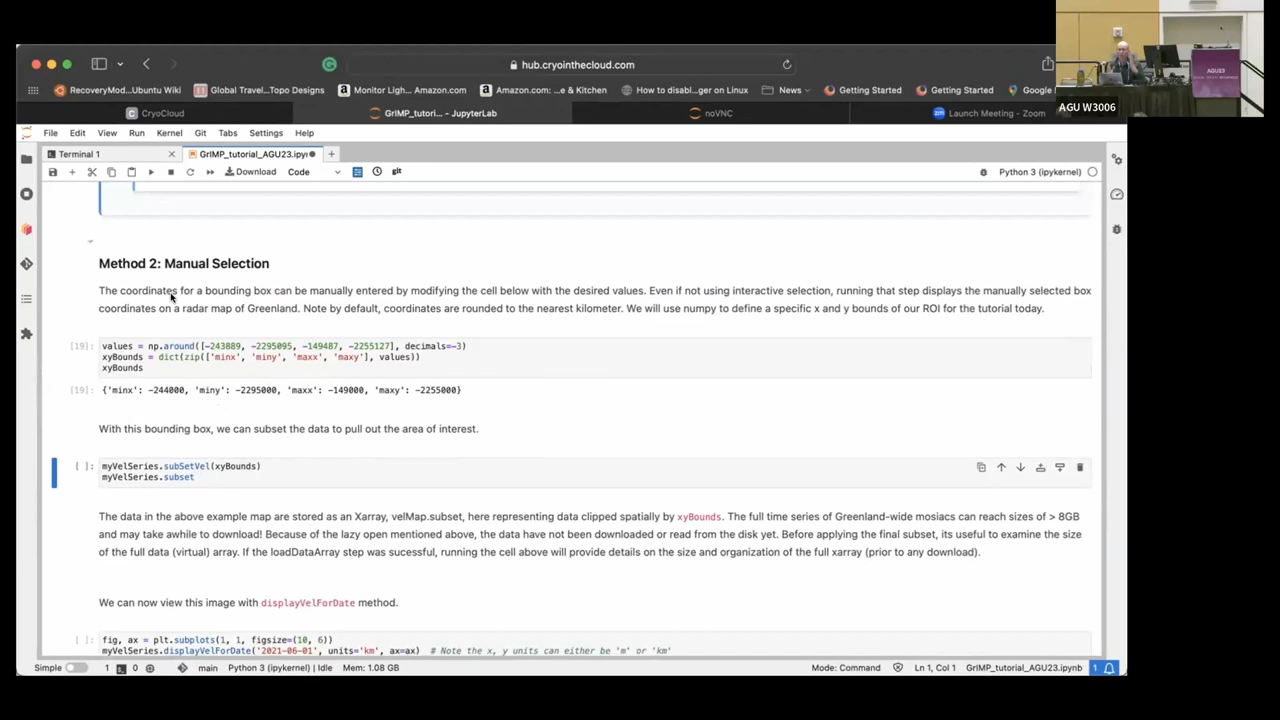 hub.cryointhecloud.com
RecoveryMod...Ubuntu Wiki
Global Travel...Topo Designs
Monitor Ligh... Amazon.com
Amazon.com: ...e & Kitchen
How to disabl...ger on Linux
News
Getting Started
Getting Started
Google
CryoCloud
GrIMP_tutori... - JupyterLab
noVNC
Launch Meeting - Zoom
AGU W3006
AGU23
File Edit View Run Kernel Git Tabs Settings Help
Terminal 1
GrIMP_tutorial_AGU23.ipyn
Download
Code
git
Python 3 (ipykernel)
Method 2: Manual Selection
The coordinates for a bounding box can be manually entered by modifying the cell below with the desired values. Even if not using interactive selection, running that step displays the manually selected box
coordinates on a radar map of Greenland. Note by default, coordinates are rounded to the nearest kilometer. We will use numpy to define a specific x and y bounds of our ROI for the tutorial today.
[19]: values = np.around([-243889, -2295095, -149487, -2255127], decimals=-3)
xyBounds = dict(zip(['minx', 'miny', 'maxx', 'maxy'], values))
xyBounds
[19]: {'minx': -244000, 'miny': -2295000, 'maxx': -149000, 'maxy': -2255000}
With this bounding box, we can subset the data to pull out the area of interest.
[ ]: myVelSeries.subSetVel(xyBounds)
myVelSeries.subset
The data in the above example map are stored as an Xarray, velMap.subset, here representing data clipped spatially by xyBounds. The full time series of Greenland-wide mosiacs can reach sizes of > 8GB
and may take awhile to download! Because of the lazy open mentioned above, the data have not been downloaded or read from the disk yet. Before applying the final subset, its useful to examine the size
of the full data (virtual) array. If the loadDataArray step was sucessful, running the cell above will provide details on the size and organization of the full xarray (prior to any download).
We can now view this image with displayVelForDate method.
[ ]: fig, ax = plt.subplots(1, 1, figsize=(10, 6))
myVelSeries.displayVelForDate('2021-06-01', units='km', ax=ax) # Note the x, y units can either be 'm' or 'km'
Simple 1 0 main Python 3 (ipykernel) | Idle Mem: 1.08 GB Mode: Command Ln 1, Col 1 GrIMP_tutorial_AGU23.ipynb 1